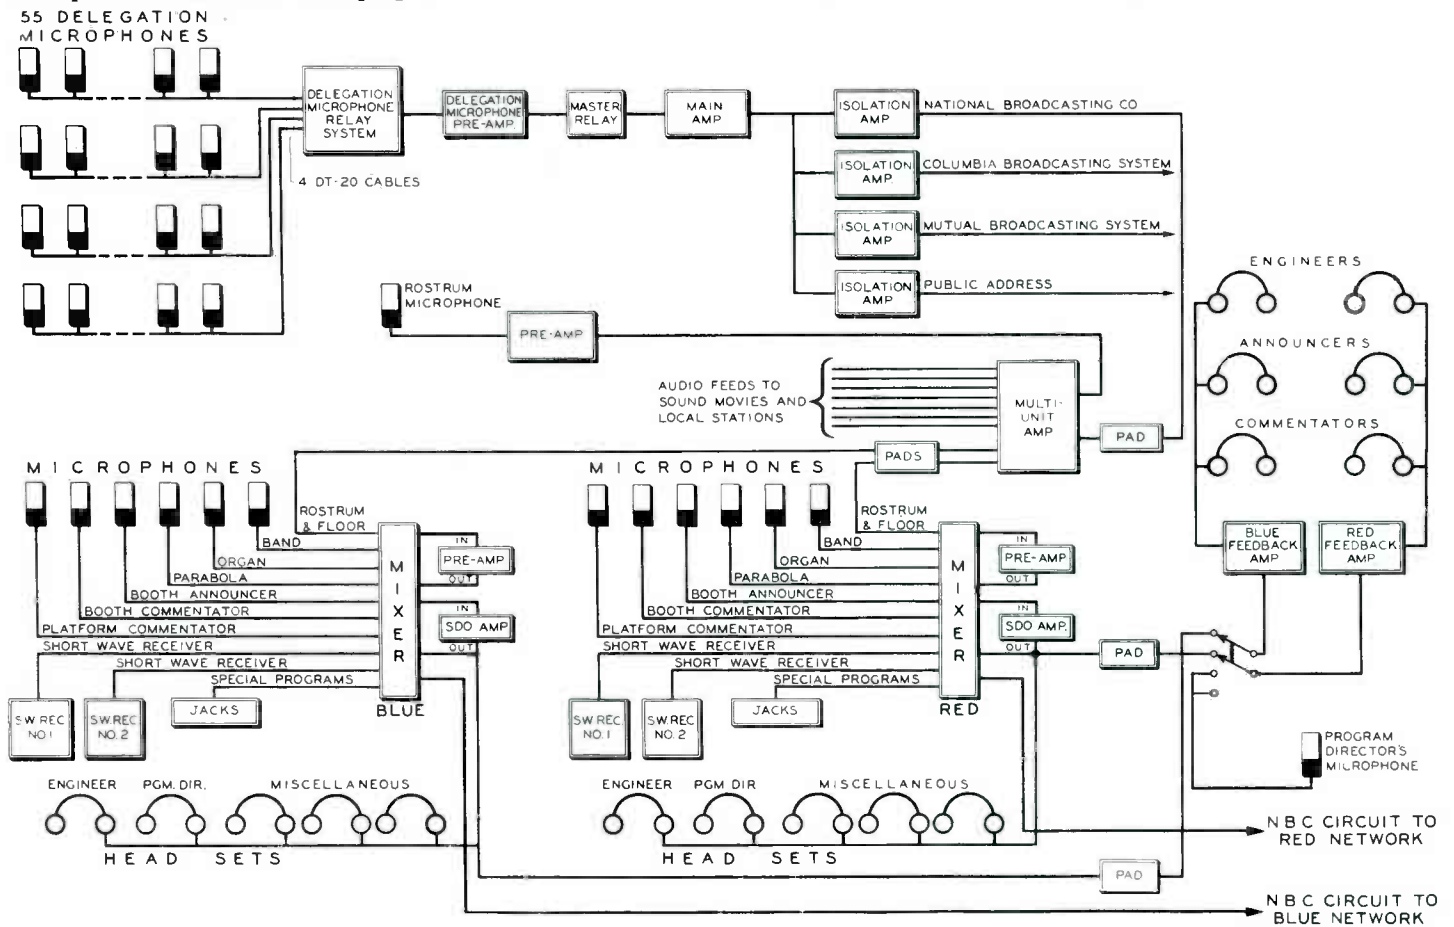 55 DELEGATION
MICROPHONES
DELEGATION
MICROPHONE
RELAY
SYSTEM
DELEGATION
MICROPHONE
PRE-AMP.
MASTER
RELAY
MAIN
AMP
ISOLATION
AMP
NATIONAL BROADCASTING CO
4 DT-20 CABLES
ISOLATION
AMP.
COLUMBIA BROADCASTING SYSTEM
ISOLATION
AMP
MUTUAL BROADCASTING SYSTEM
ISOLATION
AMP
PUBLIC ADDRESS
ROSTRUM
MICROPHONE
PRE-AMP
ENGINEERS
ANNOUNCERS
COMMENTATORS
AUDIO FEEDS TO
SOUND MOVIES AND
LOCAL STATIONS
MULTI-
UNIT
AMP
PAD
PADS
MICROPHONES
ROSTRUM
& FLOOR
BAND
ORGAN
PARABOLA
BOOTH ANNOUNCER
BOOTH COMMENTATOR
PLATFORM COMMENTATOR
SHORT WAVE RECEIVER
SHORT WAVE RECEIVER
SPECIAL PROGRAMS
MIXER
BLUE
IN
PRE-AMP
OUT
IN
SDO AMP
OUT
SW.REC
NO.1
SW.REC
NO.2
JACKS
MICROPHONES
ROSTRUM
& FLOOR
BAND
ORGAN
PARABOLA
BOOTH ANNOUNCER
BOOTH COMMENTATOR
PLATFORM COMMENTATOR
SHORT WAVE RECEIVER
SHORT WAVE RECEIVER
SPECIAL PROGRAMS
MIXER
RED
IN
PRE-AMP
OUT
IN
SDO AMP
OUT
SW REC
NO.1
SW.REC
NO.2
JACKS
BLUE
FEEDBACK
AMP
RED
FEEDBACK
AMP
PAD
PROGRAM
DIRECTOR'S
MICROPHONE
ENGINEER
PGM. DIR.
MISCELLANEOUS
HEAD SETS
ENGINEER
PGM DIR
MISCELLANEOUS
HEAD SETS
NBC CIRCUIT TO
RED NETWORK
PAD
NBC CIRCUIT TO
BLUE NETWORK